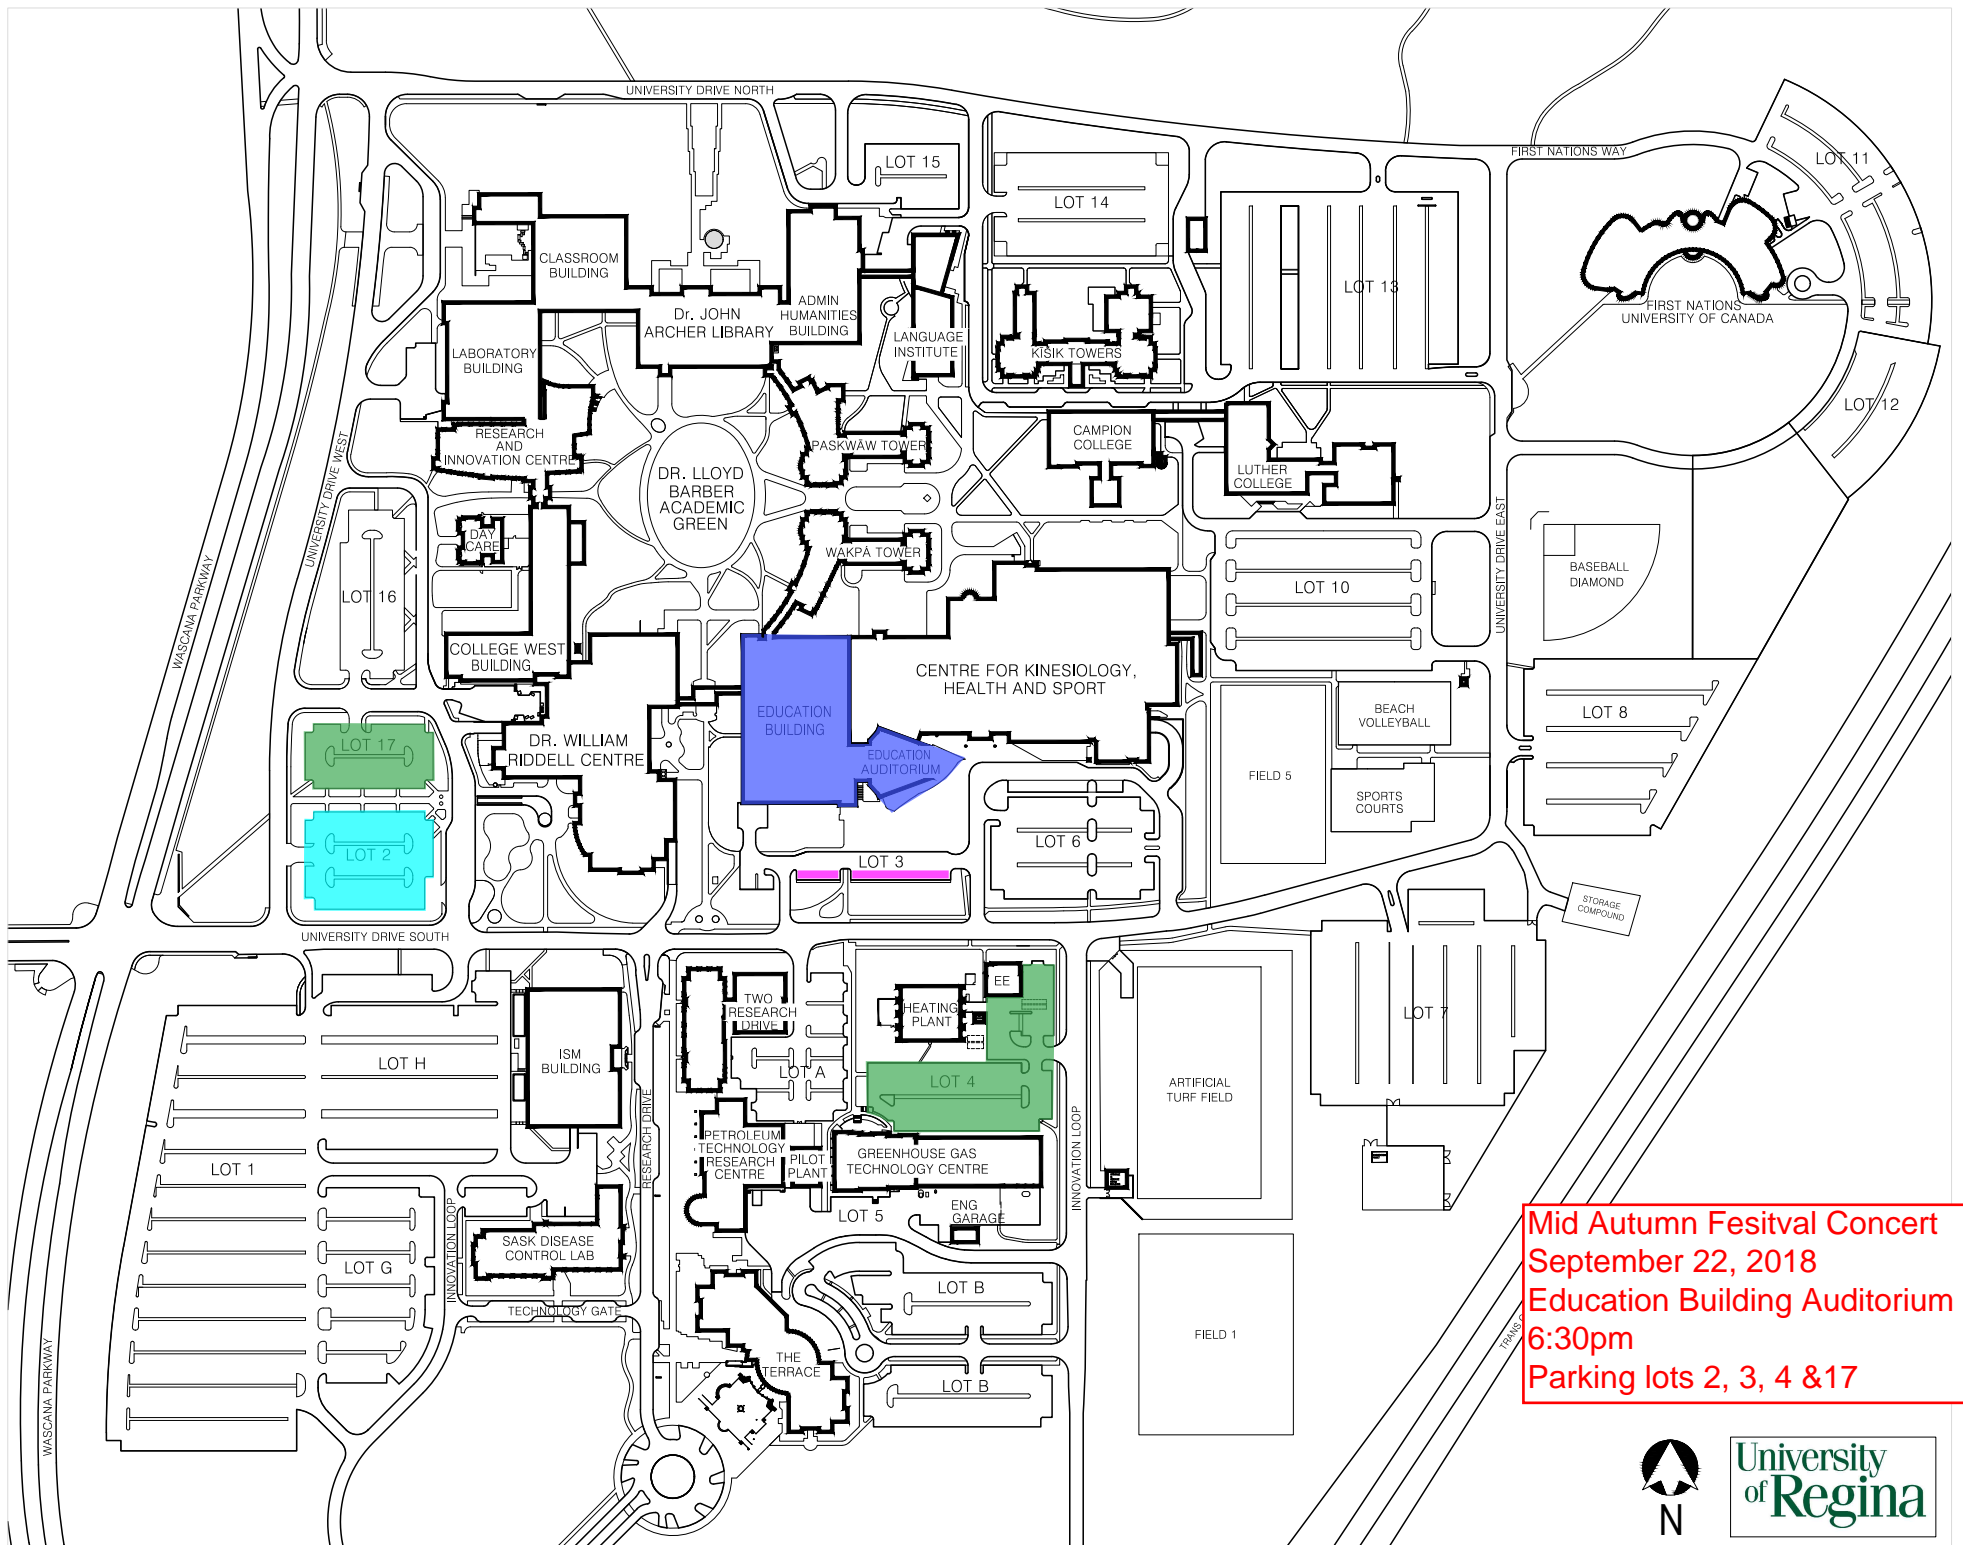 UNIVERSITY DRIVE NORTH
FIRST NATIONS WAY
LOT 15
LOT 11
LOT 14
CLASSROOM
BUILDING
ADMIN
HUMANITIES
BUILDING
Dr. JOHN
ARCHER LIBRARY
LOT 13
FIRST NATIONS
UNIVERSITY OF CANADA
LANGUAGE
INSTITUTE
KĪSIK TOWERS
LABORATORY
BUILDING
LOT 12
RESEARCH
AND
INNOVATION CENTRE
PASKWĀW TOWER
CAMPION
COLLEGE
LUTHER
COLLEGE
UNIVERSITY DRIVE WEST
DR. LLOYD
BARBER
ACADEMIC
GREEN
UNIVERSITY DRIVE EAST
DAY
CARE
WAKPĀ TOWER
BASEBALL
DIAMOND
LOT 16
LOT 10
WASCANA PARKWAY
COLLEGE WEST
BUILDING
CENTRE FOR KINESIOLOGY,
HEALTH AND SPORT
EDUCATION
BUILDING
BEACH
VOLLEYBALL
LOT 8
LOT 17
DR. WILLIAM
RIDDELL CENTRE
EDUCATION
AUDITORIUM
FIELD 5
SPORTS
COURTS
LOT 2
LOT 3
LOT 6
STORAGE
COMPOUND
UNIVERSITY DRIVE SOUTH
EE
TWO
RESEARCH
DRIVE
HEATING
PLANT
LOT 7
LOT H
ISM
BUILDING
LOT A
LOT 4
ARTIFICIAL
TURF FIELD
RESEARCH DRIVE
INNOVATION LOOP
PETROLEUM
TECHNOLOGY
RESEARCH
CENTRE
PILOT
PLANT
GREENHOUSE GAS
TECHNOLOGY CENTRE
LOT 1
LOT 5
ENG
GARAGE
INNOVATION LOOP
SASK DISEASE
CONTROL LAB
LOT G
TECHNOLOGY GATE
LOT B
FIELD 1
THE
TERRACE
LOT B
WASCANA PARKWAY
TRANS
Mid Autumn Fesitval Concert
September 22, 2018
Education Building Auditorium
6:30pm
Parking lots 2, 3, 4 &17
N
University
of Regina